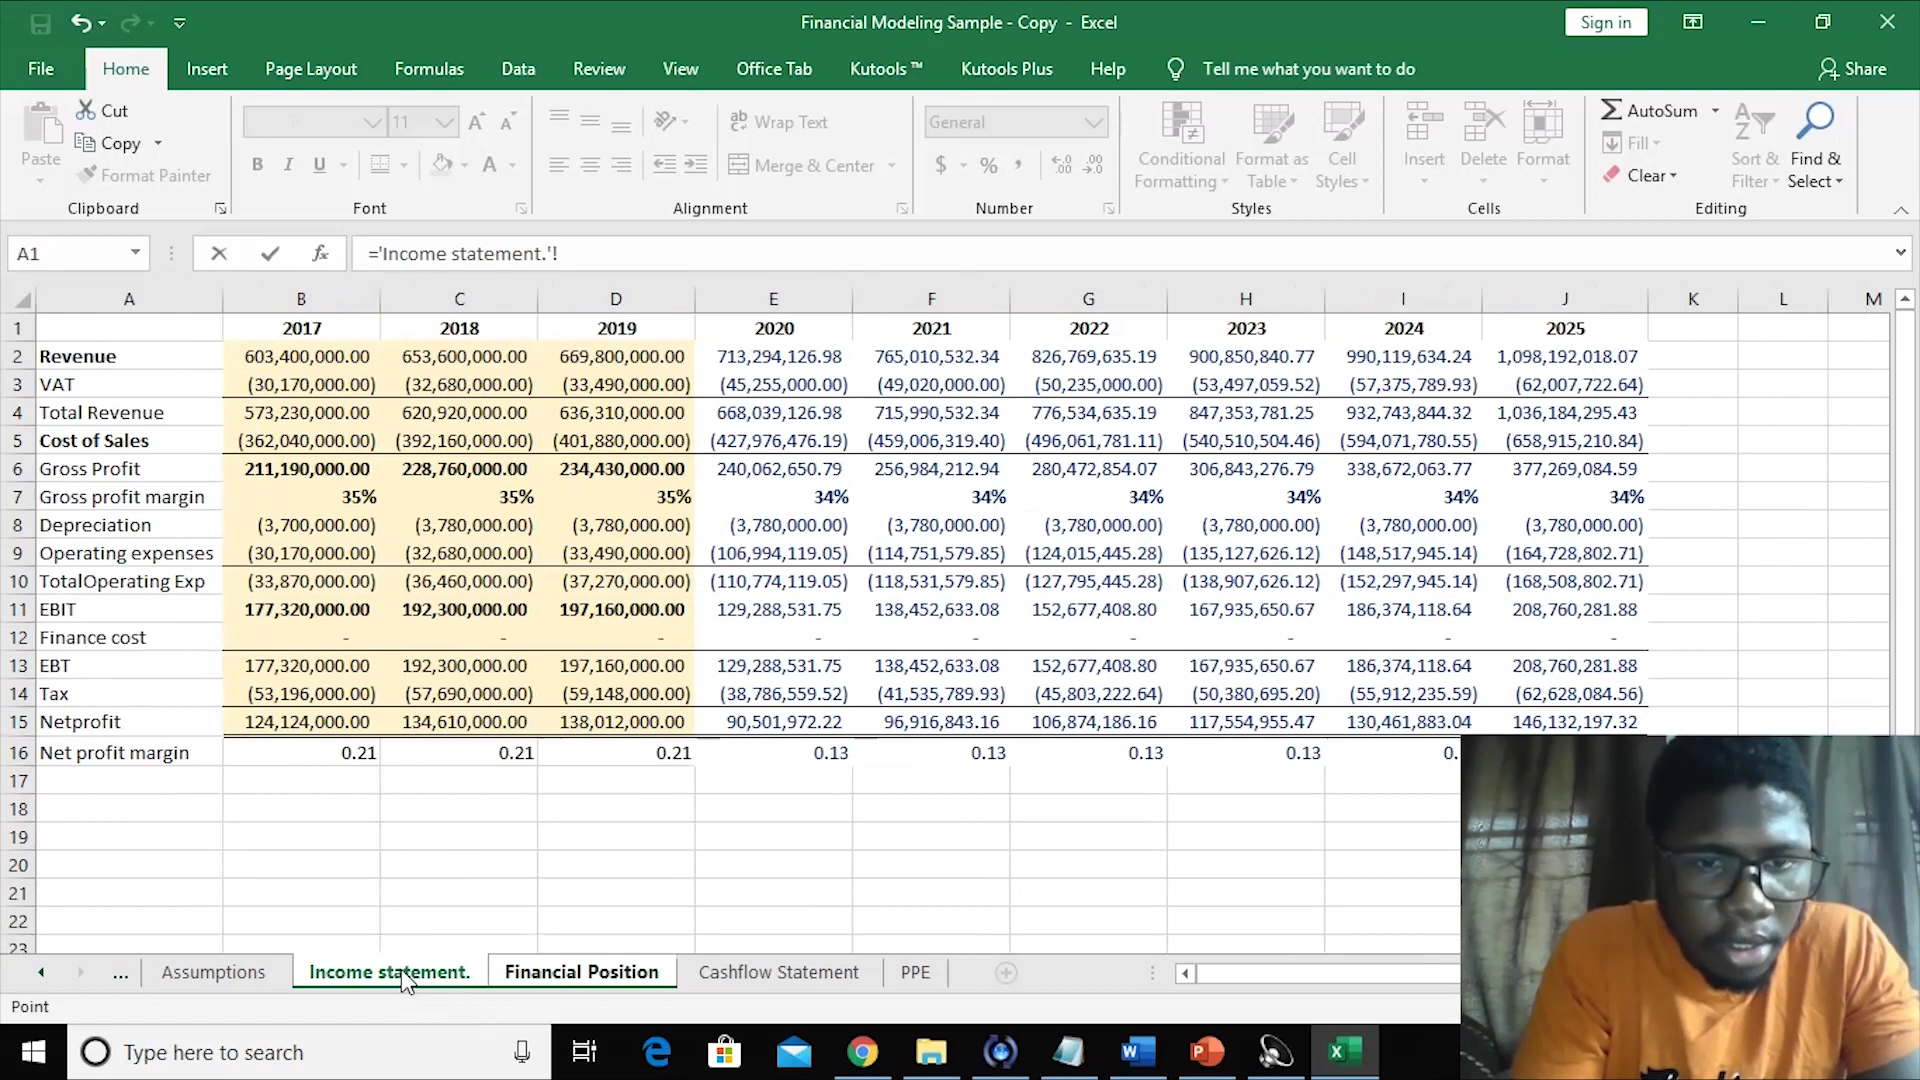 Financial Modeling Sample - Copy - Excel
Sign in
File Home Insert Page Layout Formulas Data Review View Office Tab Kutools ™ Kutools Plus Help Tell me what you want to do Share
Paste
Cut
Copy
Format Painter
Clipboard
11
A A
B I U A
Font
ab Wrap Text
Merge & Center
Alignment
General
$ % ,
Number
Conditional Formatting
Format as Table
Cell Styles
Styles
Insert Delete Format
Cells
AutoSum
Fill
Clear
Sort & Filter
Find & Select
Editing
A1 fx ='Income statement.'!
A B C D E F G H I J K L M
1 2017 2018 2019 2020 2021 2022 2023 2024 2025
2 Revenue 603,400,000.00 653,600,000.00 669,800,000.00 713,294,126.98 765,010,532.34 826,769,635.19 900,850,840.77 990,119,634.24 1,098,192,018.07
3 VAT (30,170,000.00) (32,680,000.00) (33,490,000.00) (45,255,000.00) (49,020,000.00) (50,235,000.00) (53,497,059.52) (57,375,789.93) (62,007,722.64)
4 Total Revenue 573,230,000.00 620,920,000.00 636,310,000.00 668,039,126.98 715,990,532.34 776,534,635.19 847,353,781.25 932,743,844.32 1,036,184,295.43
5 Cost of Sales (362,040,000.00) (392,160,000.00) (401,880,000.00) (427,976,476.19) (459,006,319.40) (496,061,781.11) (540,510,504.46) (594,071,780.55) (658,915,210.84)
6 Gross Profit 211,190,000.00 228,760,000.00 234,430,000.00 240,062,650.79 256,984,212.94 280,472,854.07 306,843,276.79 338,672,063.77 377,269,084.59
7 Gross profit margin 35% 35% 35% 34% 34% 34% 34% 34% 34%
8 Depreciation (3,700,000.00) (3,780,000.00) (3,780,000.00) (3,780,000.00) (3,780,000.00) (3,780,000.00) (3,780,000.00) (3,780,000.00) (3,780,000.00)
9 Operating expenses (30,170,000.00) (32,680,000.00) (33,490,000.00) (106,994,119.05) (114,751,579.85) (124,015,445.28) (135,127,626.12) (148,517,945.14) (164,728,802.71)
10 TotalOperating Exp (33,870,000.00) (36,460,000.00) (37,270,000.00) (110,774,119.05) (118,531,579.85) (127,795,445.28) (138,907,626.12) (152,297,945.14) (168,508,802.71)
11 EBIT 177,320,000.00 192,300,000.00 197,160,000.00 129,288,531.75 138,452,633.08 152,677,408.80 167,935,650.67 186,374,118.64 208,760,281.88
12 Finance cost - - - - - - - - -
13 EBT 177,320,000.00 192,300,000.00 197,160,000.00 129,288,531.75 138,452,633.08 152,677,408.80 167,935,650.67 186,374,118.64 208,760,281.88
14 Tax (53,196,000.00) (57,690,000.00) (59,148,000.00) (38,786,559.52) (41,535,789.93) (45,803,222.64) (50,380,695.20) (55,912,235.59) (62,628,084.56)
15 Netprofit 124,124,000.00 134,610,000.00 138,012,000.00 90,501,972.22 96,916,843.16 106,874,186.16 117,554,955.47 130,461,883.04 146,132,197.32
16 Net profit margin 0.21 0.21 0.21 0.13 0.13 0.13 0.13 0.
17
18
19
20
21
22
23
... Assumptions Income statement. Financial Position Cashflow Statement PPE
Point
Type here to search